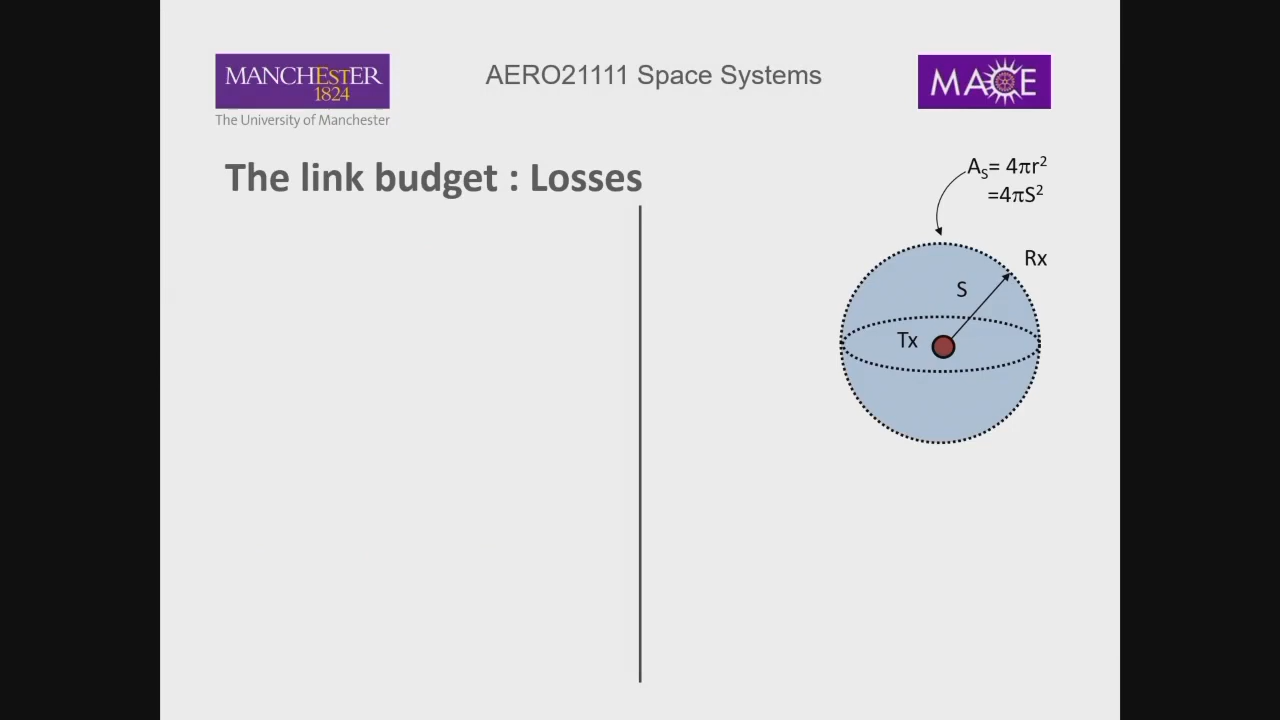 MANCHESTER
1824
The University of Manchester
AERO21111 Space Systems
MACE
The link budget : Losses
Aₛ= 4πr²
=4πS²
Rx
S
Tx